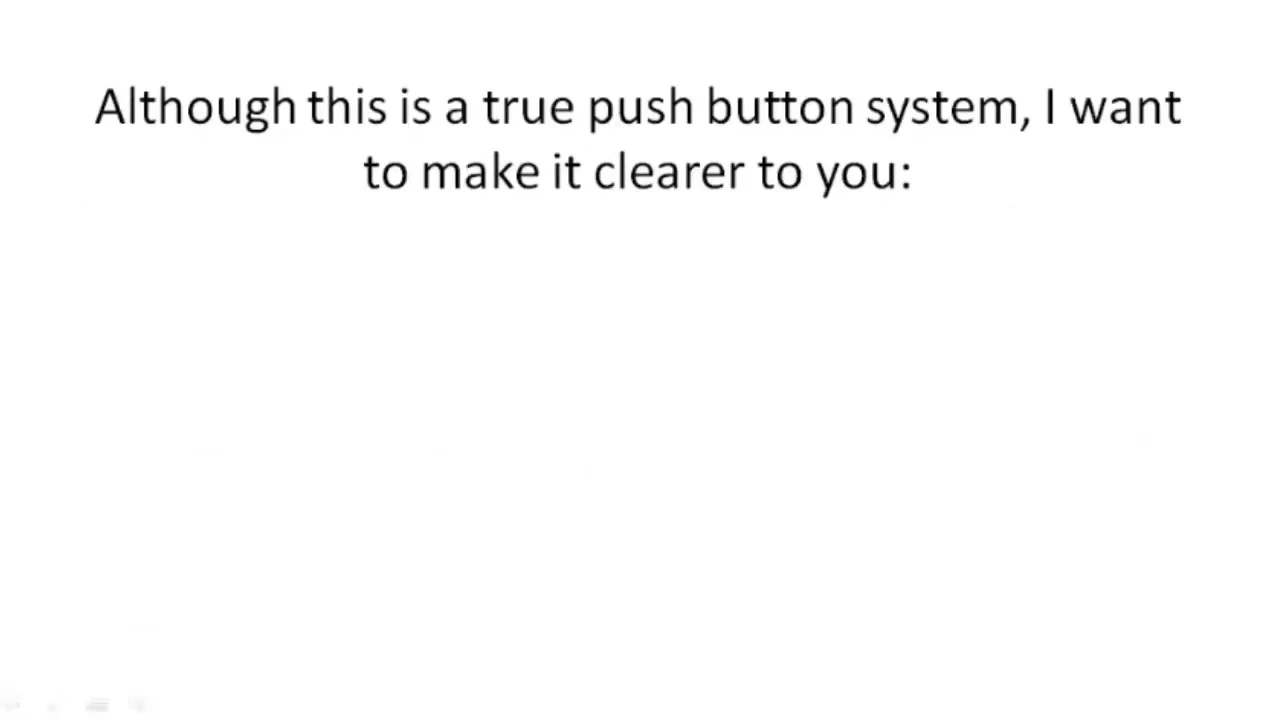 Although this is a true push button system, I want
to make it clearer to you: